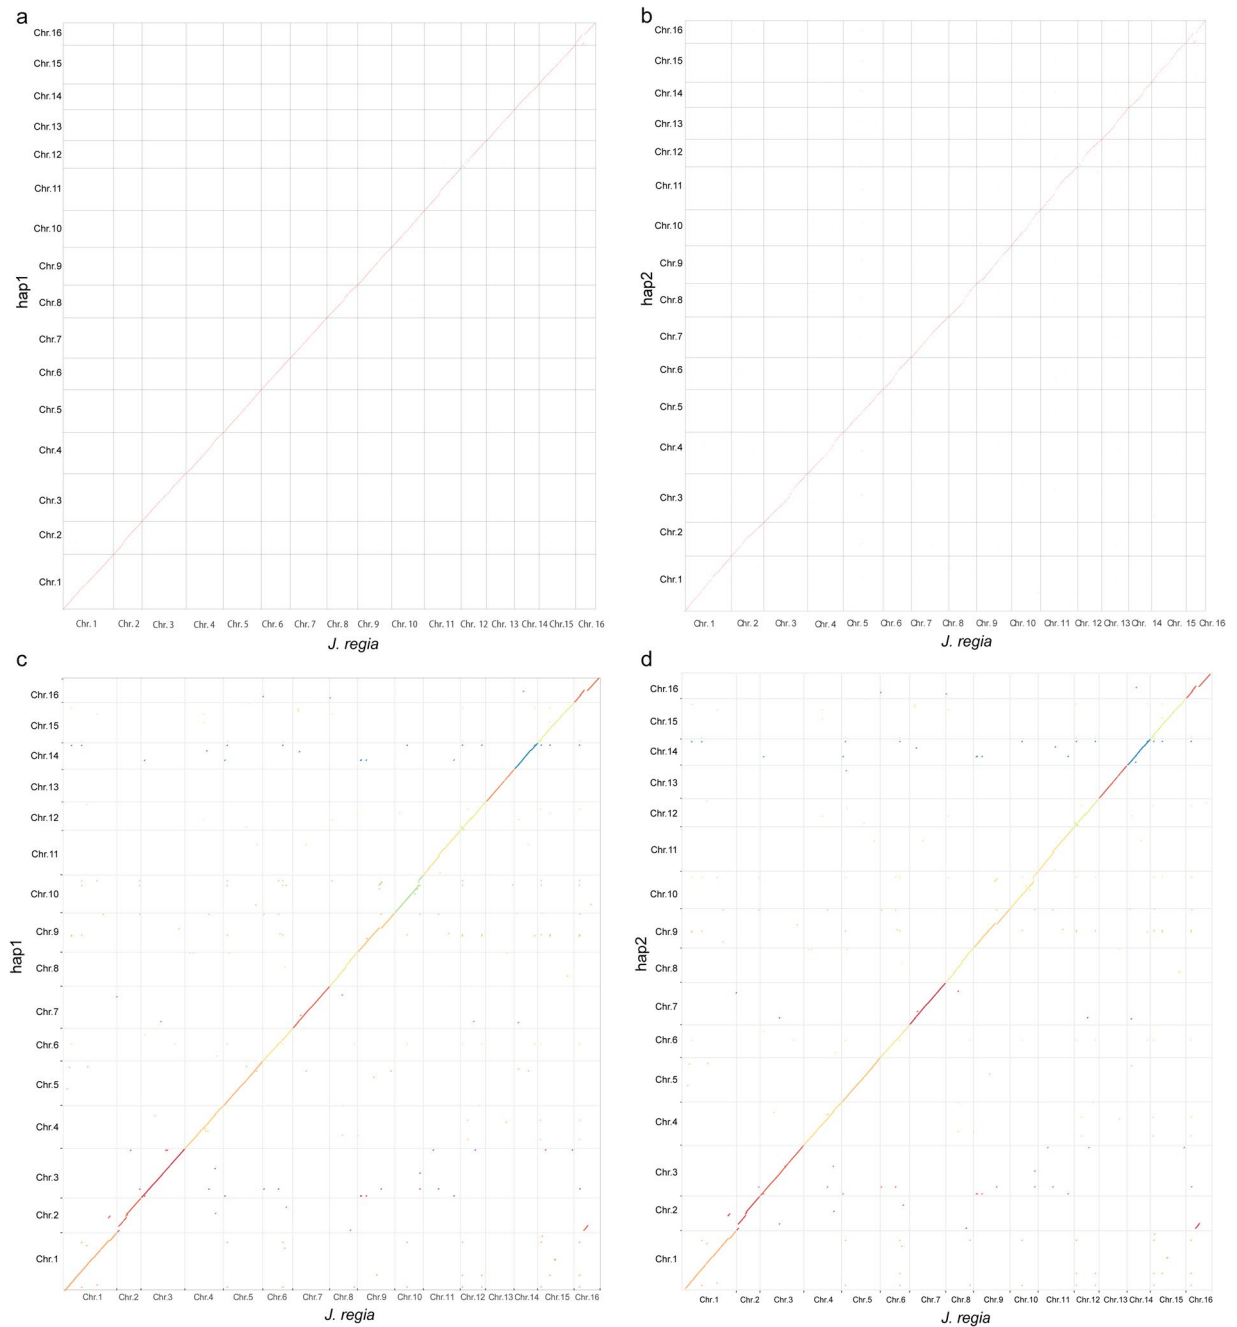 a
Chr.16
Chr.15
Chr.14
Chr.13
Chr.12
Chr.11
Chr.10
Chr.9
Chr.8
Chr.7
Chr.6
Chr.5
Chr.4
Chr.3
Chr.2
Chr.1
hap1
Chr. 1 Chr. 2 Chr. 3 Chr. 4 Chr. 5 Chr. 6 Chr. 7 Chr. 8 Chr. 9 Chr. 10 Chr. 11 Chr. 12 Chr. 13 Chr. 14 Chr.15 Chr. 16
J. regia
b
Chr.16
Chr.15
Chr.14
Chr.13
Chr.12
Chr.11
Chr.10
Chr.9
Chr.8
Chr.7
Chr.6
Chr.5
Chr.4
Chr.3
Chr.2
Chr.1
hap2
Chr. 1 Chr. 2 Chr. 3 Chr. 4 Chr. 5 Chr. 6 Chr. 7 Chr. 8 Chr. 9 Chr. 10 Chr. 11 Chr. 12 Chr. 13 Chr. 14 Chr. 15 Chr. 16
J. regia
c
Chr.16
Chr.15
Chr.14
Chr.13
Chr.12
Chr.11
Chr.10
Chr.9
Chr.8
Chr.7
Chr.6
Chr.5
Chr.4
Chr.3
Chr.2
Chr.1
hap1
Chr.1 Chr.2 Chr.3 Chr.4 Chr.5 Chr.6 Chr.7 Chr.8 Chr.9 Chr.10 Chr.11 Chr.12 Chr.13 Chr.14 Chr.15 Chr.16
J. regia
d
Chr.16
Chr.15
Chr.14
Chr.13
Chr.12
Chr.11
Chr.10
Chr.9
Chr.8
Chr.7
Chr.6
Chr.5
Chr.4
Chr.3
Chr.2
Chr.1
hap2
Chr.1 Chr.2 Chr.3 Chr.4 Chr.5 Chr.6 Chr.7 Chr.8 Chr.9 Chr.10 Chr.11 Chr.12 Chr.13 Chr.14 Chr.15 Chr.16
J. regia